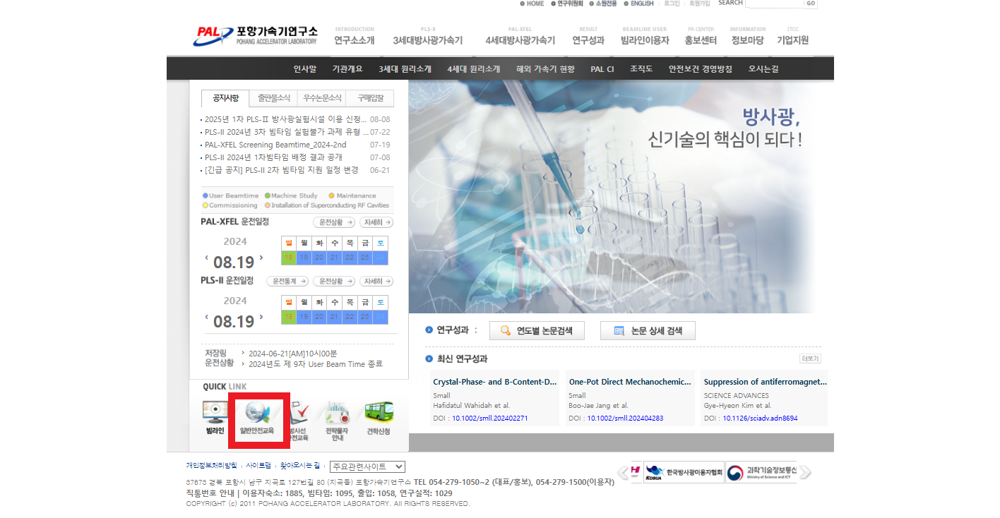 HOME 연구위원회 소원전용 ENGLISH 로그인 회원가입 SEARCH GO
PAL 포항가속기연구소
POHANG ACCELERATOR LABORATORY
INTRODUCTION PLS-II PAL-XFEL RESULT BEAMLINE USER PR CENTER INFORMATION ITCC
연구소소개 3세대방사광가속기 4세대방사광가속기 연구성과 빔라인이용자 홍보센터 정보마당 기업지원
인사말 기관개요 3세대 원리소개 4세대 원리소개 해외 가속기 현황 PAL CI 조직도 안전보건 경영방침 오시는길
공지사항 출판물소식 우수논문소식 구매입찰
2025년 1차 PLS-Ⅱ 방사광실험시설 이용 신청... 08-08
PLS-II 2024년 3차 빔타임 실험불가 과제 유형 ... 07-22
PAL-XFEL Screening Beamtime_2024-2nd 07-19
PLS-II 2024년 1차빔타임 배정 결과 공개 07-08
[긴급 공지] PLS-II 2차 빔타임 지원 일정 변경 06-21
User Beamtime Machine Study Maintenance
Commissioning Installation of Superconducting RF Cavities
PAL-XFEL 운전일정 운전상황 자세히
2024
일 월 화 수 목 금 토
08.19
18 19 20 21 22 23 24
PLS-II 운전일정 운전통계 운전상황 자세히
2024
일 월 화 수 목 금 토
08.19
18 19 20 21 22 23 24
저장링 운전상황
2024-06-21[AM]10시00분
2024년도 제 9차 User Beam Time 종료
QUICK LINK
빔라인 일반안전교육 방사선 안전교육 전략물자 안내 견학신청
방사광,
신기술의 핵심이 되다!
연구성과 : 연도별 논문검색 논문 상세 검색
최신 연구성과 더보기
Crystal-Phase- and B-Content-D...
Small
Hafidatul Wahidah et al.
DOI : 10.1002/smll.202402271
One-Pot Direct Mechanochemic...
Small
Boo-Jae Jang et al.
DOI : 10.1002/smll.202404283
Suppression of antiferromagnet...
SCIENCE ADVANCES
Gye-Hyeon Kim et al.
DOI : 10.1126/sciadv.adn8694
개인정보처리방침 사이트맵 찾아오시는 길 주요관련사이트
KOSUA 한국방사광이용자협회
과학기술정보통신
Ministry of Science and ICT
37673 경북 포항시 남구 지곡로 127번길 80 (지곡동) 포항가속기연구소 TEL 054-279-1050~2 (대표/홍보), 054-279-1500(이용자)
직통번호 안내 | 이용자숙소: 1885, 빔타임: 1095, 출입: 1058, 연구실적: 1029
COPYRIGHT (c) 2011 POHANG ACCELERATOR LABORATORY. All RIGHTS RESERVED.